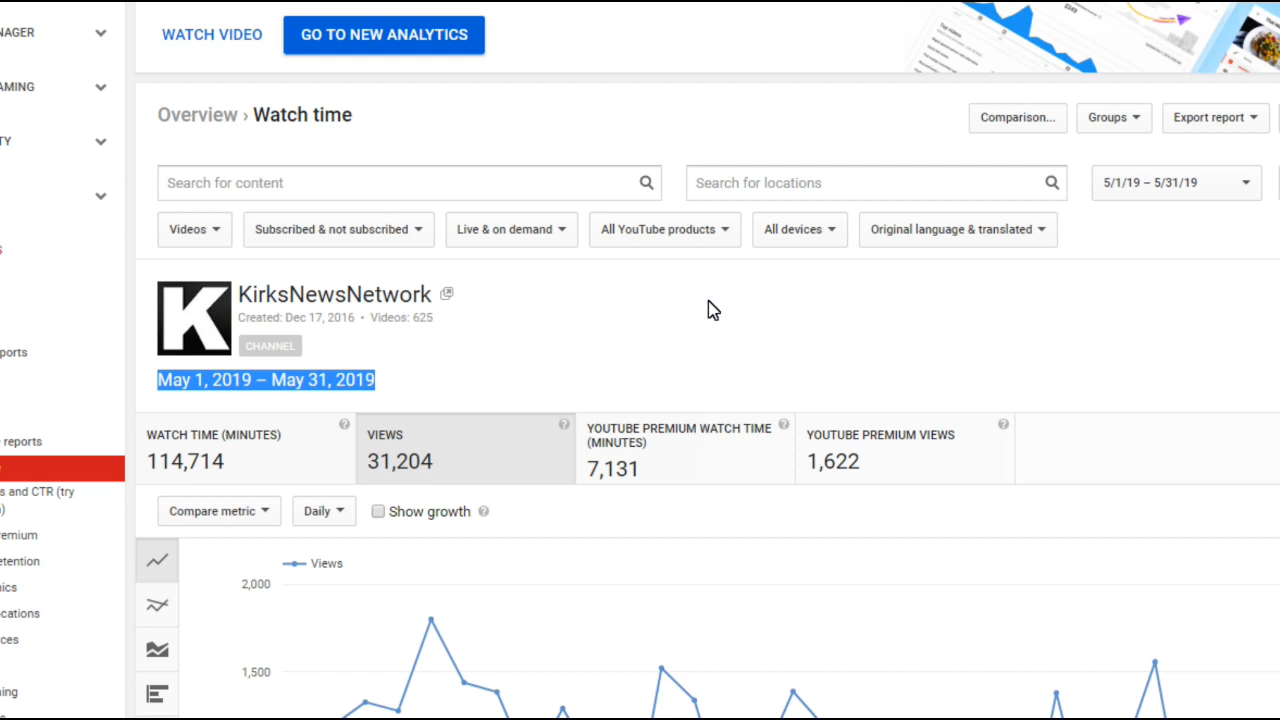 NAGER
WATCH VIDEO
GO TO NEW ANALYTICS
AMING
Overview › Watch time
Comparison...
Groups
Export report
TY
Search for content
Search for locations
5/1/19 – 5/31/19
Videos
Subscribed & not subscribed
Live & on demand
All YouTube products
All devices
Original language & translated
S
K
KirksNewsNetwork
Created: Dec 17, 2016 • Videos: 625
CHANNEL
ports
May 1, 2019 – May 31, 2019
WATCH TIME (MINUTES)
114,714
VIEWS
31,204
YOUTUBE PREMIUM WATCH TIME
(MINUTES)
7,131
YOUTUBE PREMIUM VIEWS
1,622
reports
s and CTR (try
)
Compare metric
Daily
Show growth
remium
etention
Views
ics
2,000
cations
ces
1,500
ing